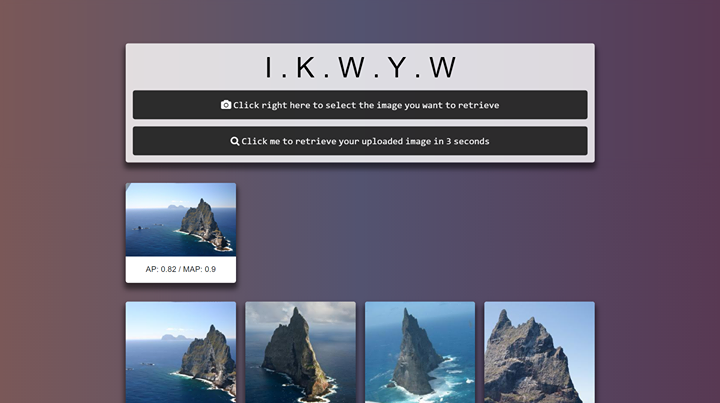 I.K.W.Y.W
Click right here to select the image you want to retrieve
Click me to retrieve your uploaded image in 3 seconds
AP: 0.82 / MAP: 0.9